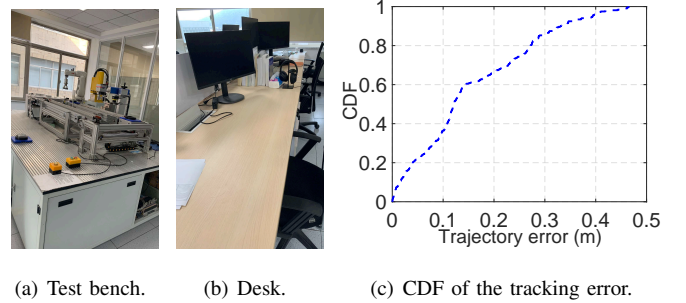 1
0.8
0.6
0.4
0.2
0
CDF
0 0.1 0.2 0.3 0.4 0.5
Trajectory error (m)
(a) Test bench. (b) Desk. (c) CDF of the tracking error.